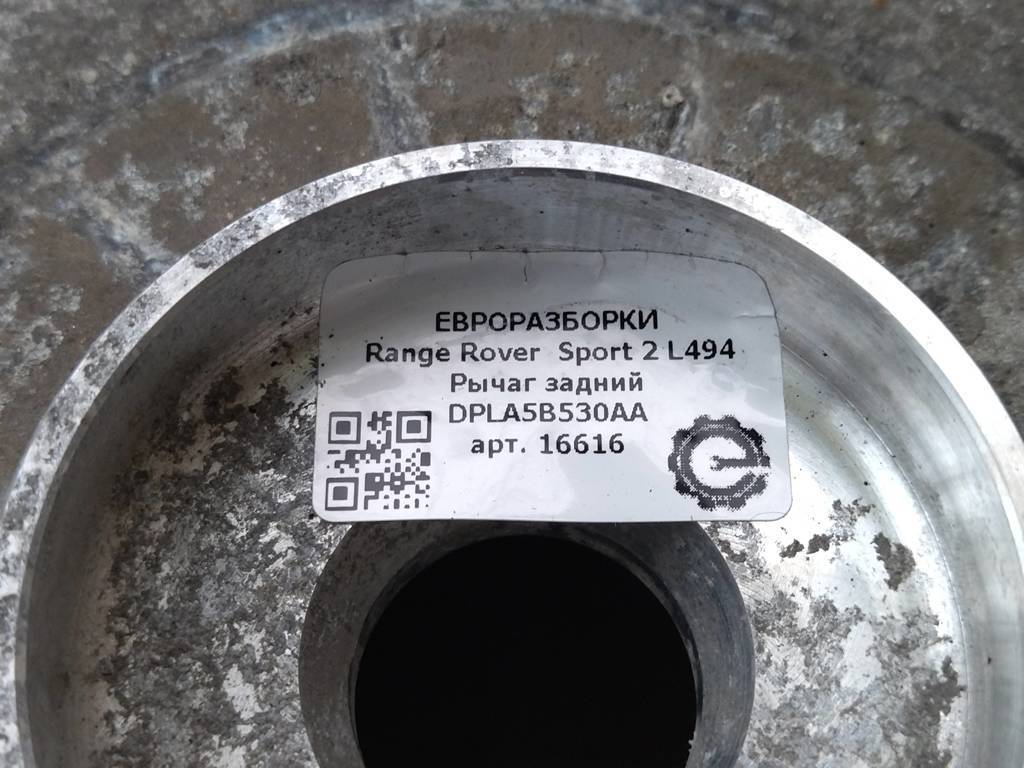 ЕВРОРАЗБОРКИ
Range Rover Sport 2 L494
Рычаг задний
DPLA5B530AA
арт. 16616